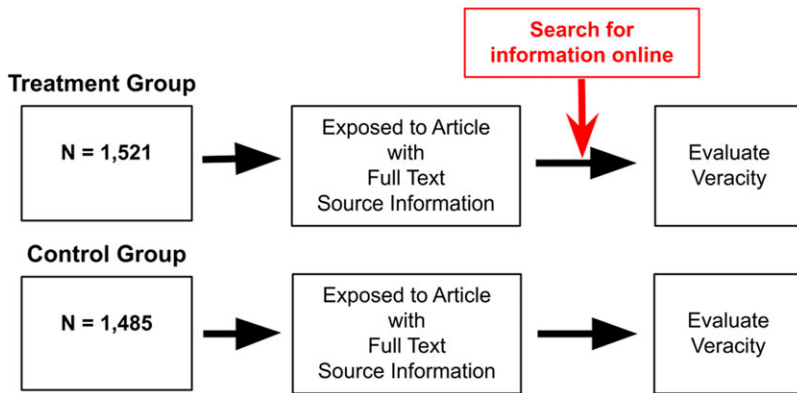 Search for
information online
Treatment Group
N = 1,521
Exposed to Article
with
Full Text
Source Information
Evaluate
Veracity
Control Group
N = 1,485
Exposed to Article
with
Full Text
Source Information
Evaluate
Veracity